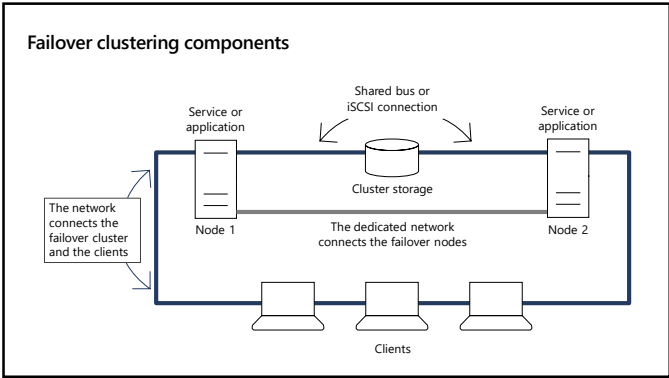 Failover clustering components
Shared bus or
iSCSI connection
Service or
application
Service or
application
Cluster storage
The network
connects the
failover cluster
and the clients
Node 1
The dedicated network
connects the failover nodes
Node 2
Clients